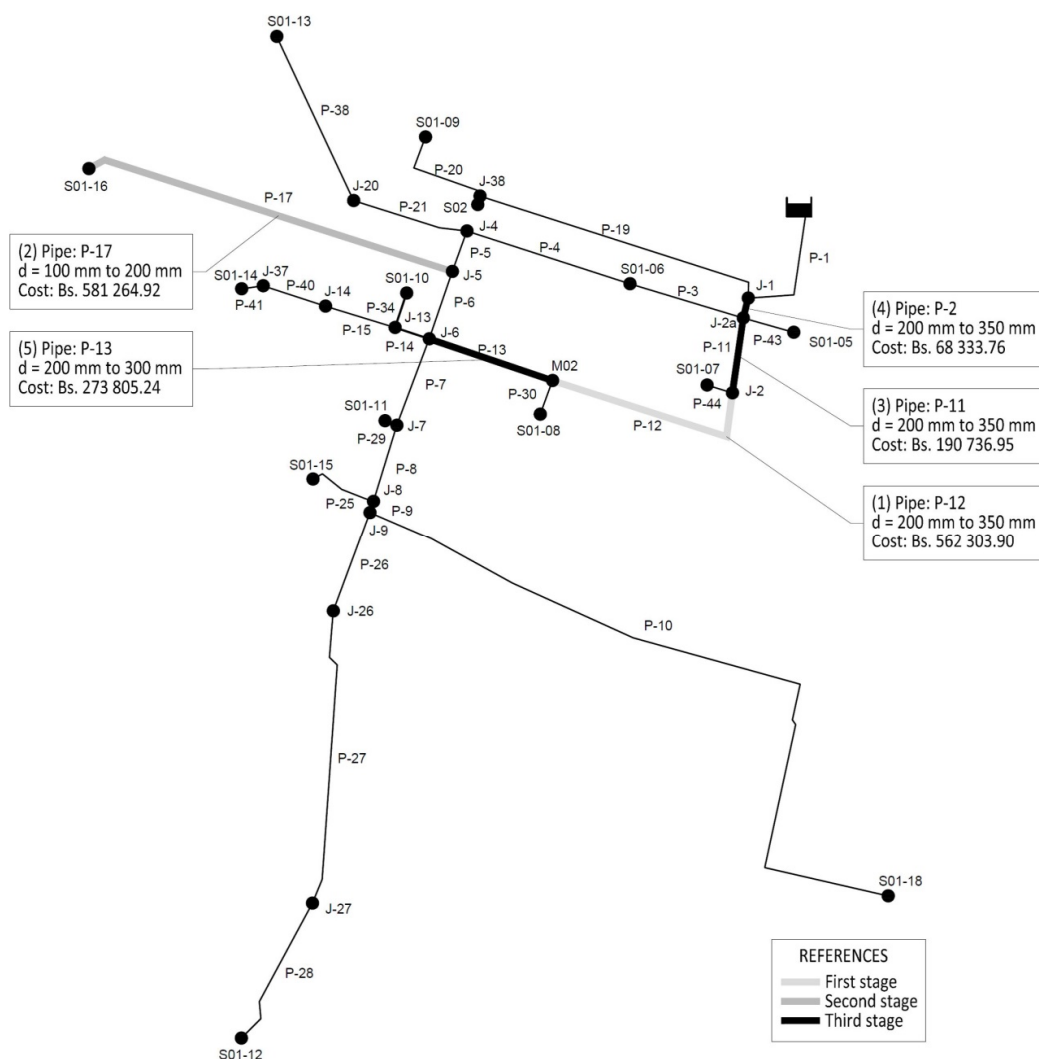 S01-13
P-38
S01-09
P-20
J-38
S02
S01-16
P-17
J-20
P-21
J-4
P-19
P-1
P-5
P-4
(2) Pipe: P-17
d = 100 mm to 200 mm
Cost: Bs. 581 264.92
S01-14
J-37
P-41
P-40
J-14
S01-10
P-34
J-5
P-6
S01-06
P-3
J-1
J-2a
P-43
S01-05
(4) Pipe: P-2
d = 200 mm to 350 mm
Cost: Bs. 68 333.76
P-15
J-13
P-14
J-6
P-13
P-11
(5) Pipe: P-13
d = 200 mm to 300 mm
Cost: Bs. 273 805.24
M02
S01-07
P-44
J-2
P-7
P-30
S01-08
P-12
(3) Pipe: P-11
d = 200 mm to 350 mm
Cost: Bs. 190 736.95
S01-11
P-29
J-7
S01-15
P-8
P-25
J-8
P-9
J-9
(1) Pipe: P-12
d = 200 mm to 350 mm
Cost: Bs. 562 303.90
P-26
J-26
P-10
P-27
S01-18
J-27
P-28
S01-12
REFERENCES
First stage
Second stage
Third stage